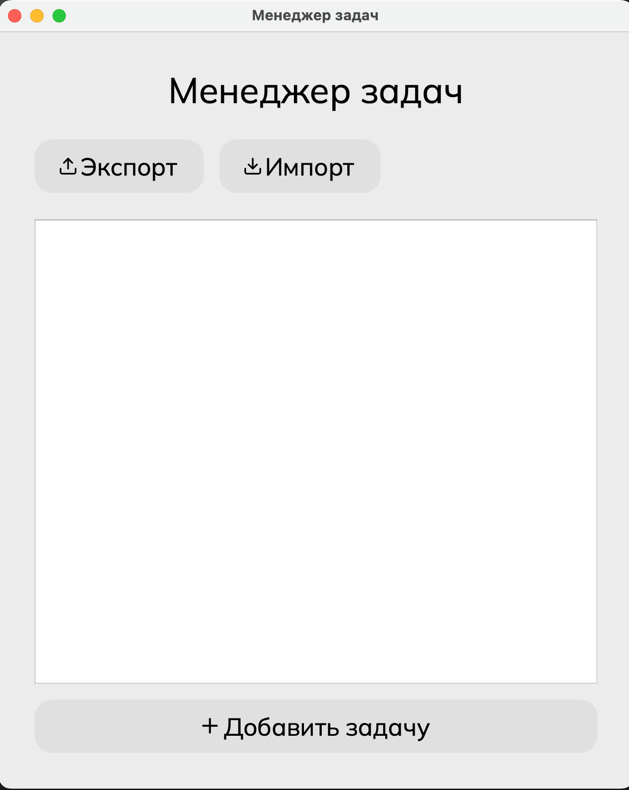 Менеджер задач
Менеджер задач
Экспорт
Импорт
+ Добавить задачу